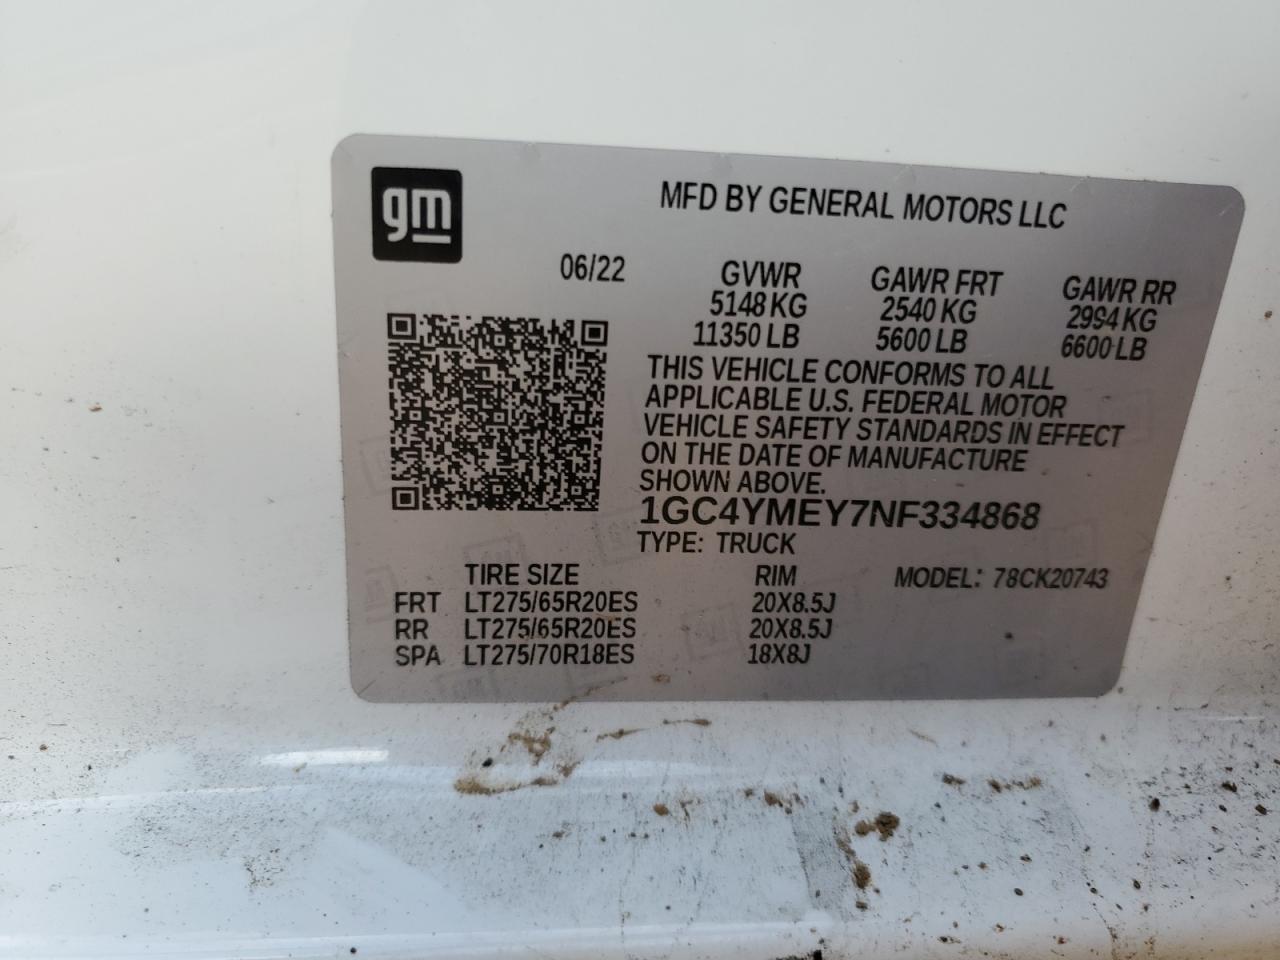 gm
MFD BY GENERAL MOTORS LLC
06/22 GVWR GAWR FRT GAWR RR
5148 KG 2540 KG 2994 KG
11350 LB 5600 LB 6600 LB
THIS VEHICLE CONFORMS TO ALL
APPLICABLE U.S. FEDERAL MOTOR
VEHICLE SAFETY STANDARDS IN EFFECT
ON THE DATE OF MANUFACTURE
SHOWN ABOVE.
1GC4YMEY7NF334868
TYPE: TRUCK
TIRE SIZE RIM MODEL: 78CK20743
FRT LT275/65R20ES 20X8.5J
RR LT275/65R20ES 20X8.5J
SPA LT275/70R18ES 18X8J